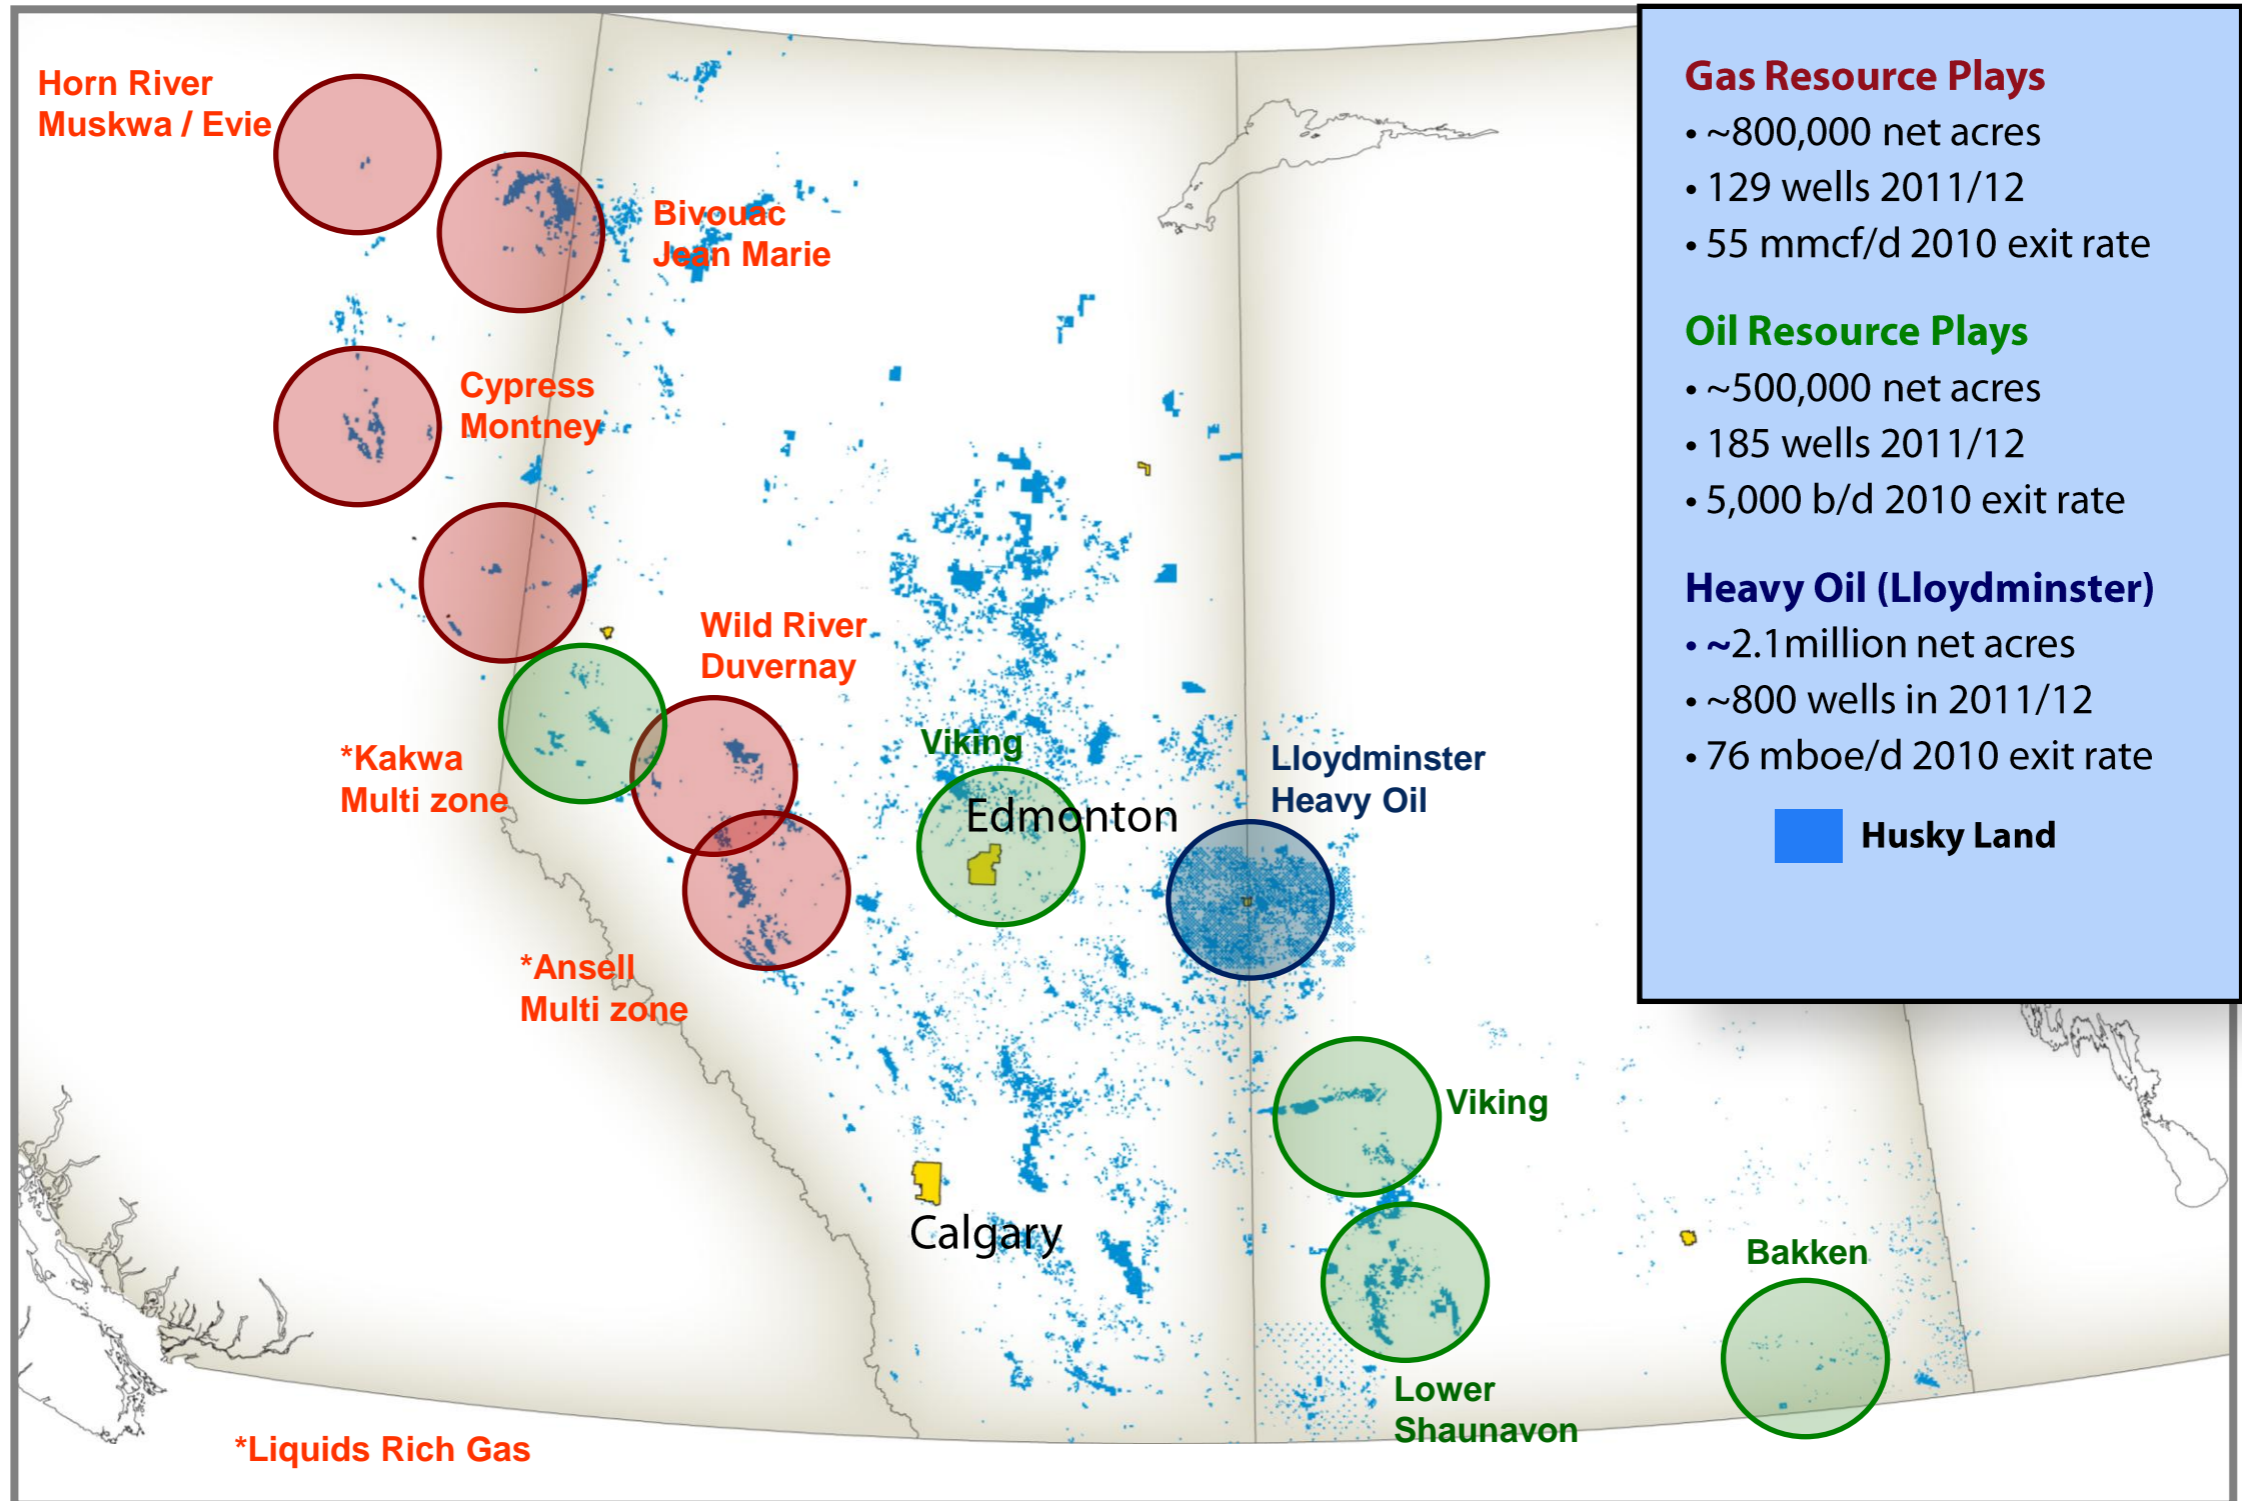 Horn River
Muskwa / Evie
Bivouac
Jean Marie
Cypress
Montney
Wild River
Duvernay
*Kakwa
Multi zone
*Ansell
Multi zone
Viking
Edmonton
Lloydminster
Heavy Oil
Viking
Calgary
Lower
Shaunavon
Bakken
*Liquids Rich Gas
Gas Resource Plays
• ~800,000 net acres
• 129 wells 2011/12
• 55 mmcf/d 2010 exit rate
Oil Resource Plays
• ~500,000 net acres
• 185 wells 2011/12
• 5,000 b/d 2010 exit rate
Heavy Oil (Lloydminster)
• ~2.1million net acres
• ~800 wells in 2011/12
• 76 mboe/d 2010 exit rate
Husky Land